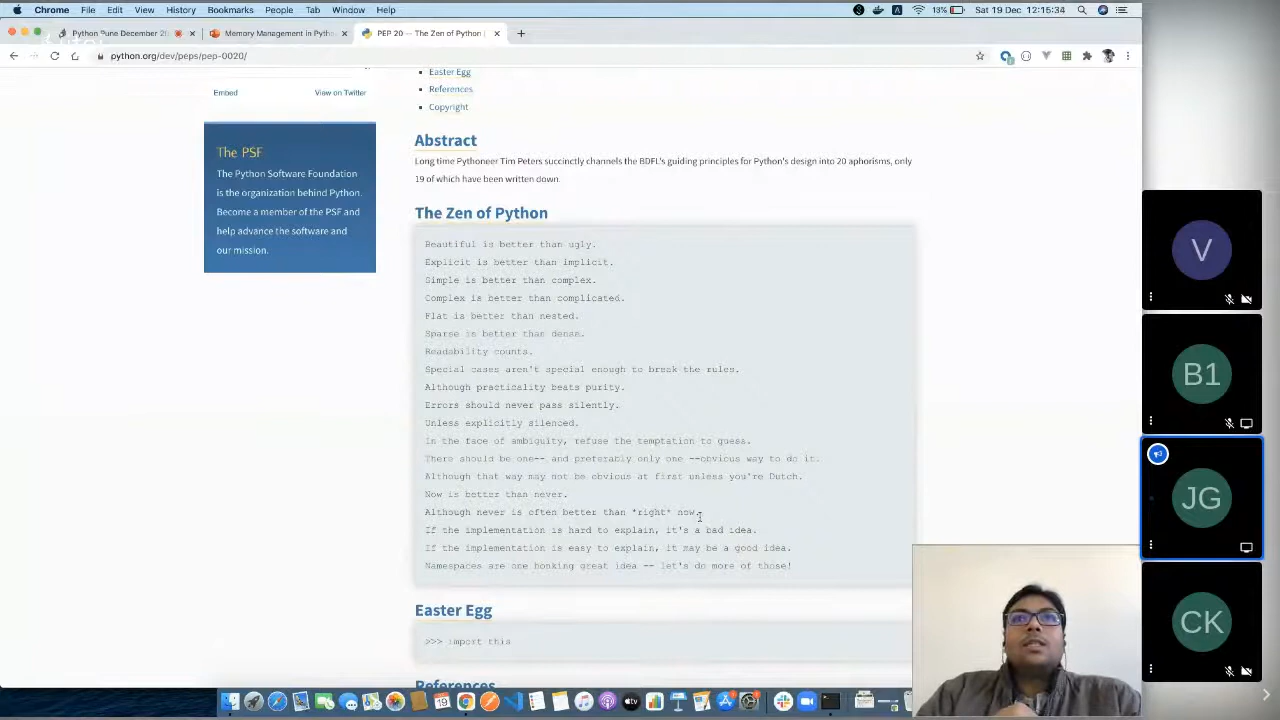 Chrome File Edit View History Bookmarks People Tab Window Help
13% Sat 19 Dec 12:15:34
Python Pune December 2
Memory Management in Pytho
PEP 20 -- The Zen of Python
python.org/dev/peps/pep-0020/
Embed
View on Twitter
The PSF
The Python Software Foundation
is the organization behind Python.
Become a member of the PSF and
help advance the software and
our mission.
Easter Egg
References
Copyright
Abstract
Long time Pythoneer Tim Peters succinctly channels the BDFL's guiding principles for Python's design into 20 aphorisms, only
19 of which have been written down.
The Zen of Python
Beautiful is better than ugly.
Explicit is better than implicit.
Simple is better than complex.
Complex is better than complicated.
Flat is better than nested.
Sparse is better than dense.
Readability counts.
Special cases aren't special enough to break the rules.
Although practicality beats purity.
Errors should never pass silently.
Unless explicitly silenced.
In the face of ambiguity, refuse the temptation to guess.
There should be one-- and preferably only one --obvious way to do it.
Although that way may not be obvious at first unless you're Dutch.
Now is better than never.
Although never is often better than *right* now.
If the implementation is hard to explain, it's a bad idea.
If the implementation is easy to explain, it may be a good idea.
Namespaces are one honking great idea -- let's do more of those!
Easter Egg
>>> import this
References
V
B1
JG
CK
19
tv